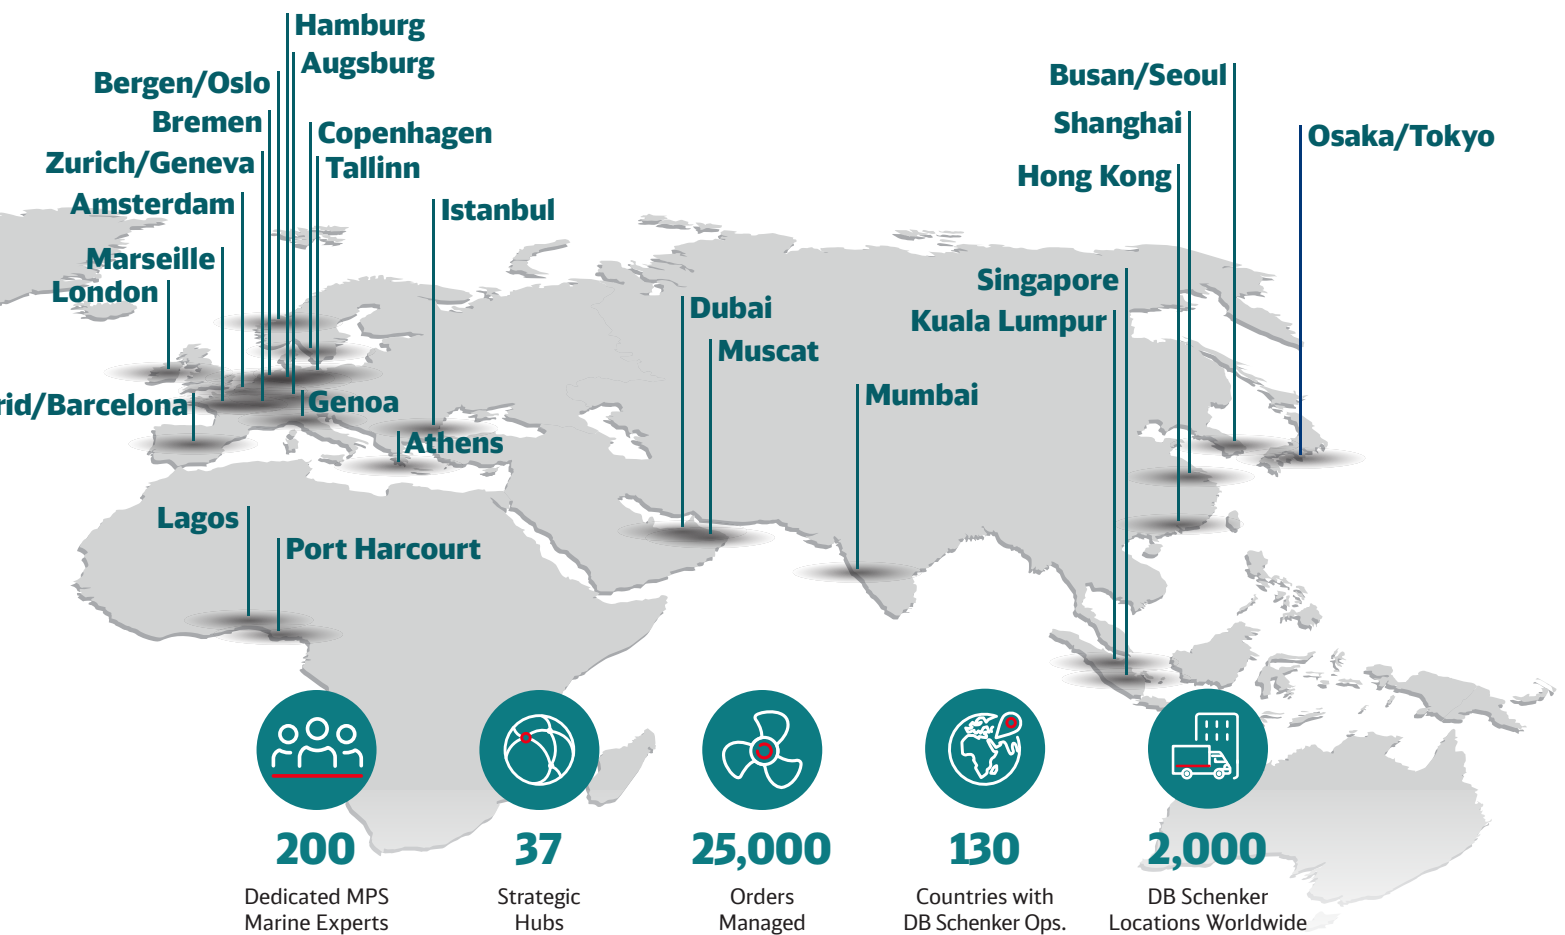 Hamburg
Augsburg
Bergen/Oslo
Bremen
Copenhagen
Zurich/Geneva
Tallinn
Amsterdam
Istanbul
Marseille
London
rid/Barcelona
Genoa
Athens
Lagos
Port Harcourt
Dubai
Muscat
Mumbai
Busan/Seoul
Shanghai
Osaka/Tokyo
Hong Kong
Singapore
Kuala Lumpur
200
Dedicated MPS
Marine Experts
37
Strategic
Hubs
25,000
Orders
Managed
130
Countries with
DB Schenker Ops.
2,000
DB Schenker
Locations Worldwide